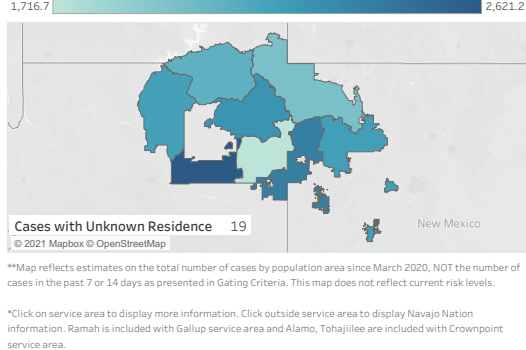 1,716.7 2,621.2
New Mexico
Cases with Unknown Residence 19
© 2021 Mapbox © OpenStreetMap
**Map reflects estimates on the total number of cases by population area since March 2020, NOT the number of
cases in the past 7 or 14 days as presented in Gating Criteria. This map does not reflect current risk levels.
*Click on service area to display more information. Click outside service area to display Navajo Nation
information. Ramah is included with Gallup service area and Alamo, Tohajiilee are included with Crownpoint
service area.